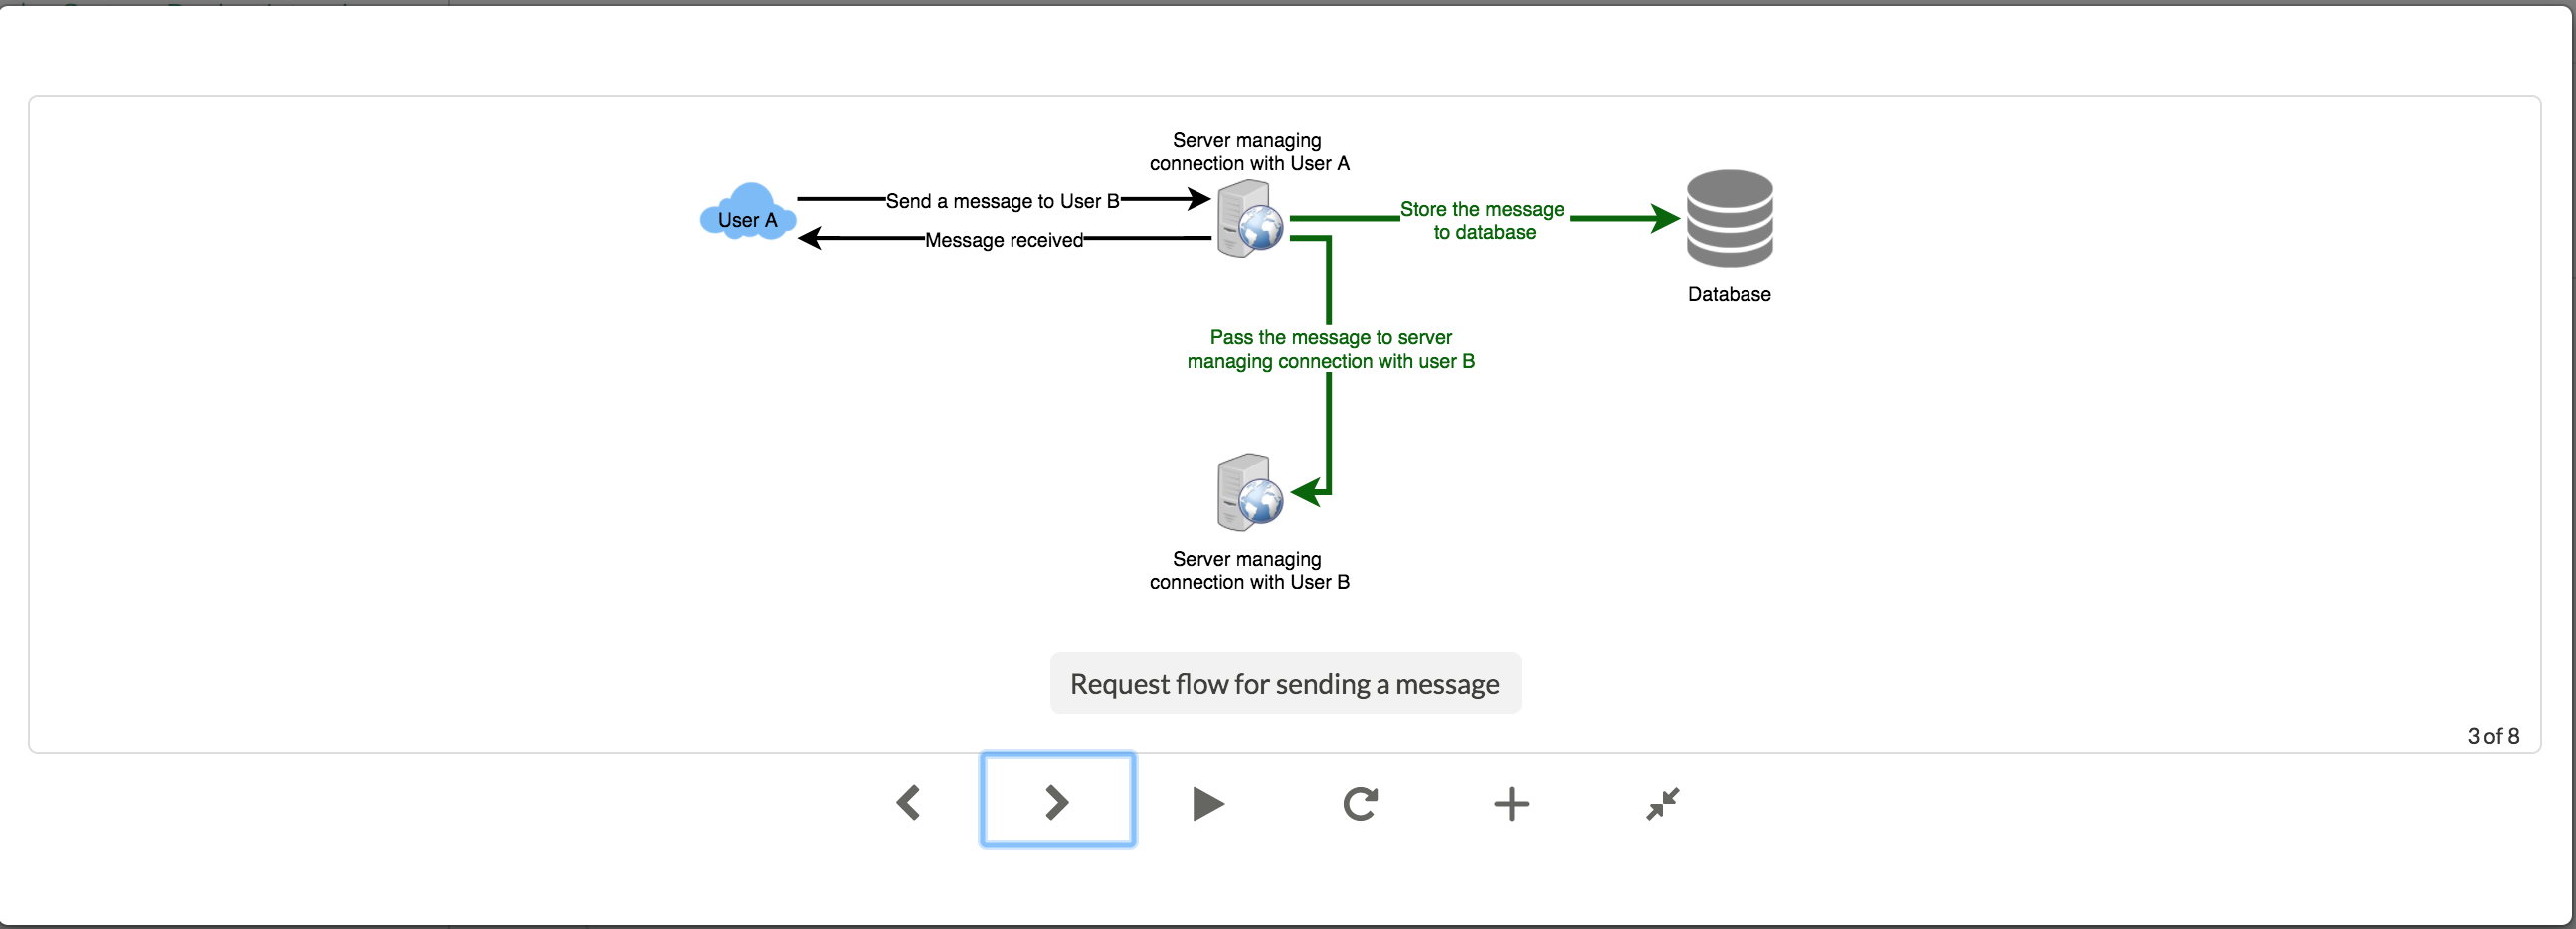 Server managing
connection with User A
User A
Send a message to User B
Message received
Store the message
to database
Database
Pass the message to server
managing connection with user B
Server managing
connection with User B
Request flow for sending a message
3 of 8